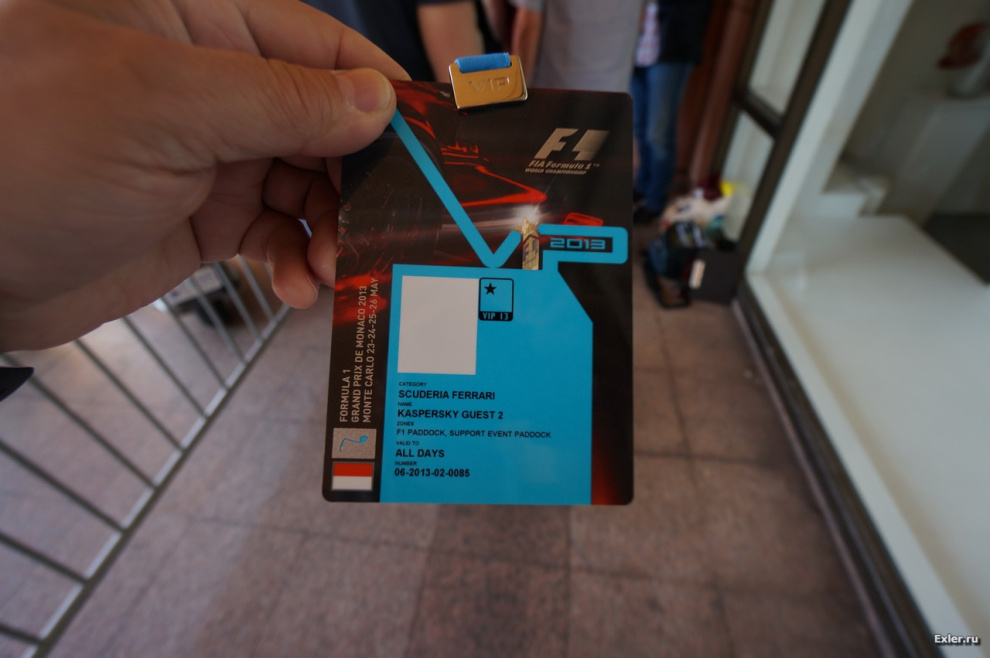 VIP
F1
FIA Formula 1™
WORLD CHAMPIONSHIP
2013
VIP 13
FORMULA 1
GRAND PRIX DE MONACO 2013
MONTE CARLO 23-24-25-26 MAY
CATEGORY
SCUDERIA FERRARI
NAME
KASPERSKY GUEST 2
ZONES
F1 PADDOCK, SUPPORT EVENT PADDOCK
VALID TO
ALL DAYS
NUMBER
06-2013-02-0085
Exler.ru